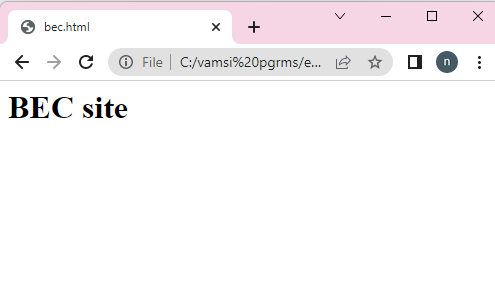 bec.html
File | C:/vamsi%20pgrms/e...
n
BEC site